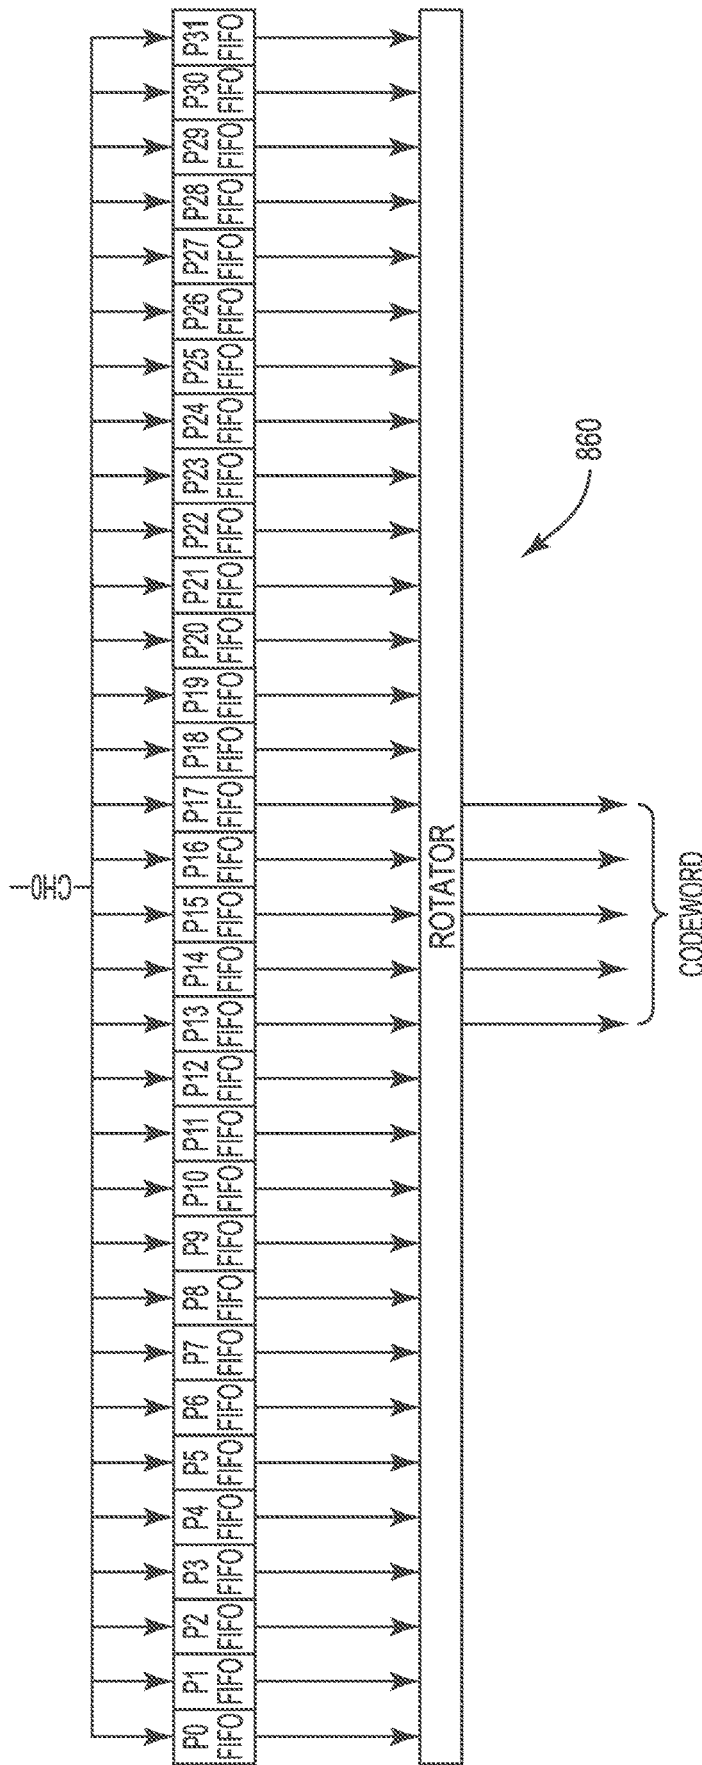 CH0
P0 FIFO
P1 FIFO
P2 FIFO
P3 FIFO
P4 FIFO
P5 FIFO
P6 FIFO
P7 FIFO
P8 FIFO
P9 FIFO
P10 FIFO
P11 FIFO
P12 FIFO
P13 FIFO
P14 FIFO
P15 FIFO
P16 FIFO
P17 FIFO
P18 FIFO
P19 FIFO
P20 FIFO
P21 FIFO
P22 FIFO
P23 FIFO
P24 FIFO
P25 FIFO
P26 FIFO
P27 FIFO
P28 FIFO
P29 FIFO
P30 FIFO
P31 FIFO
ROTATOR
860
CODEWORD